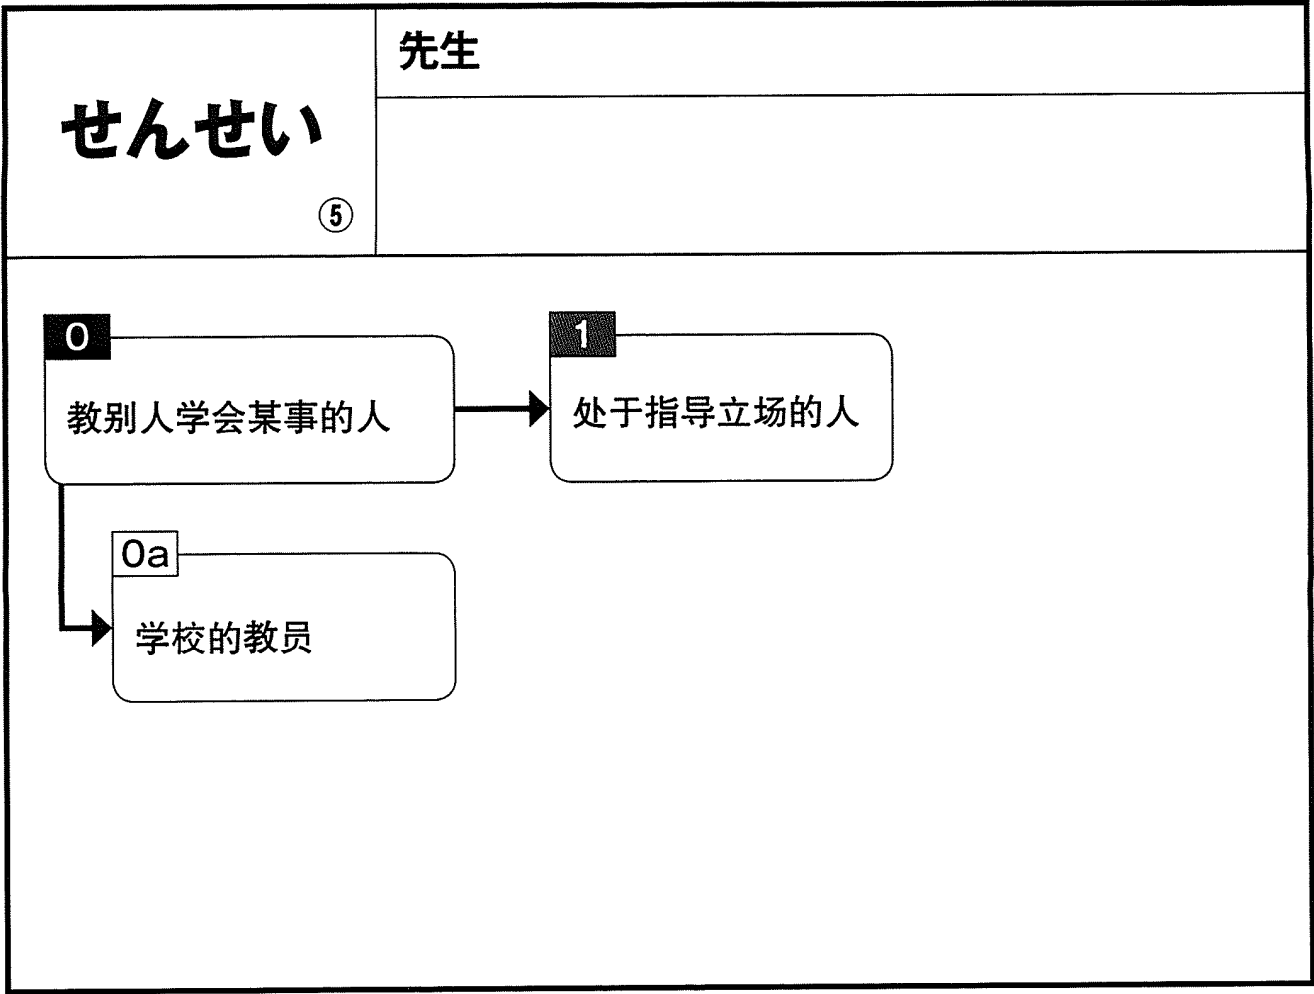 せんせい
⑤
先生
0
教别人学会某事的人
1
处于指导立场的人
0a
学校的教员